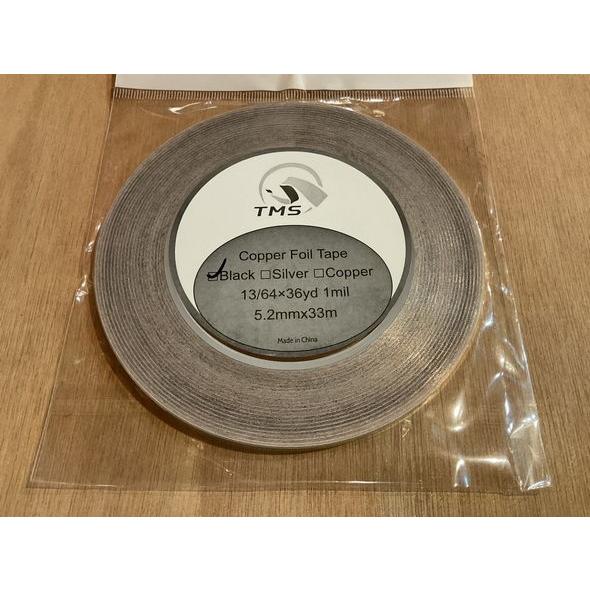 TMS
Copper Foil Tape
☑Black ☐Silver ☐Copper
13/64×36yd 1mil
5.2mmx33m
Made in China